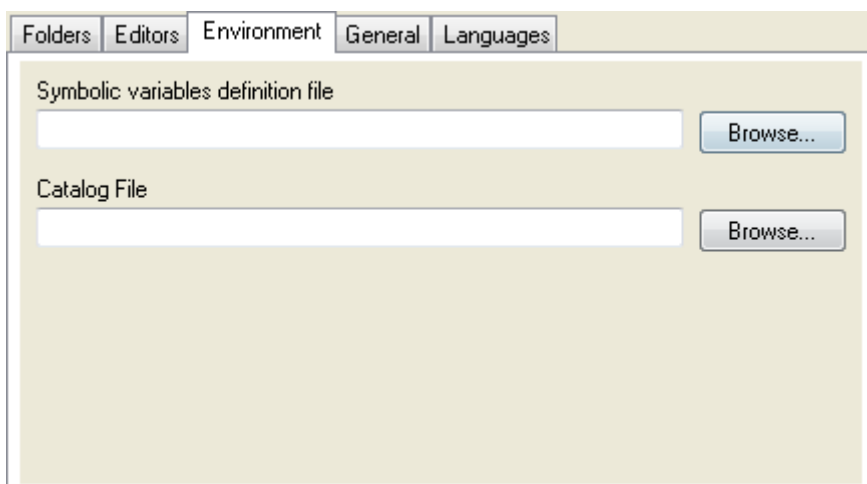 Folders Editors Environment General Languages
Symbolic variables definition file
Browse...
Catalog File
Browse...